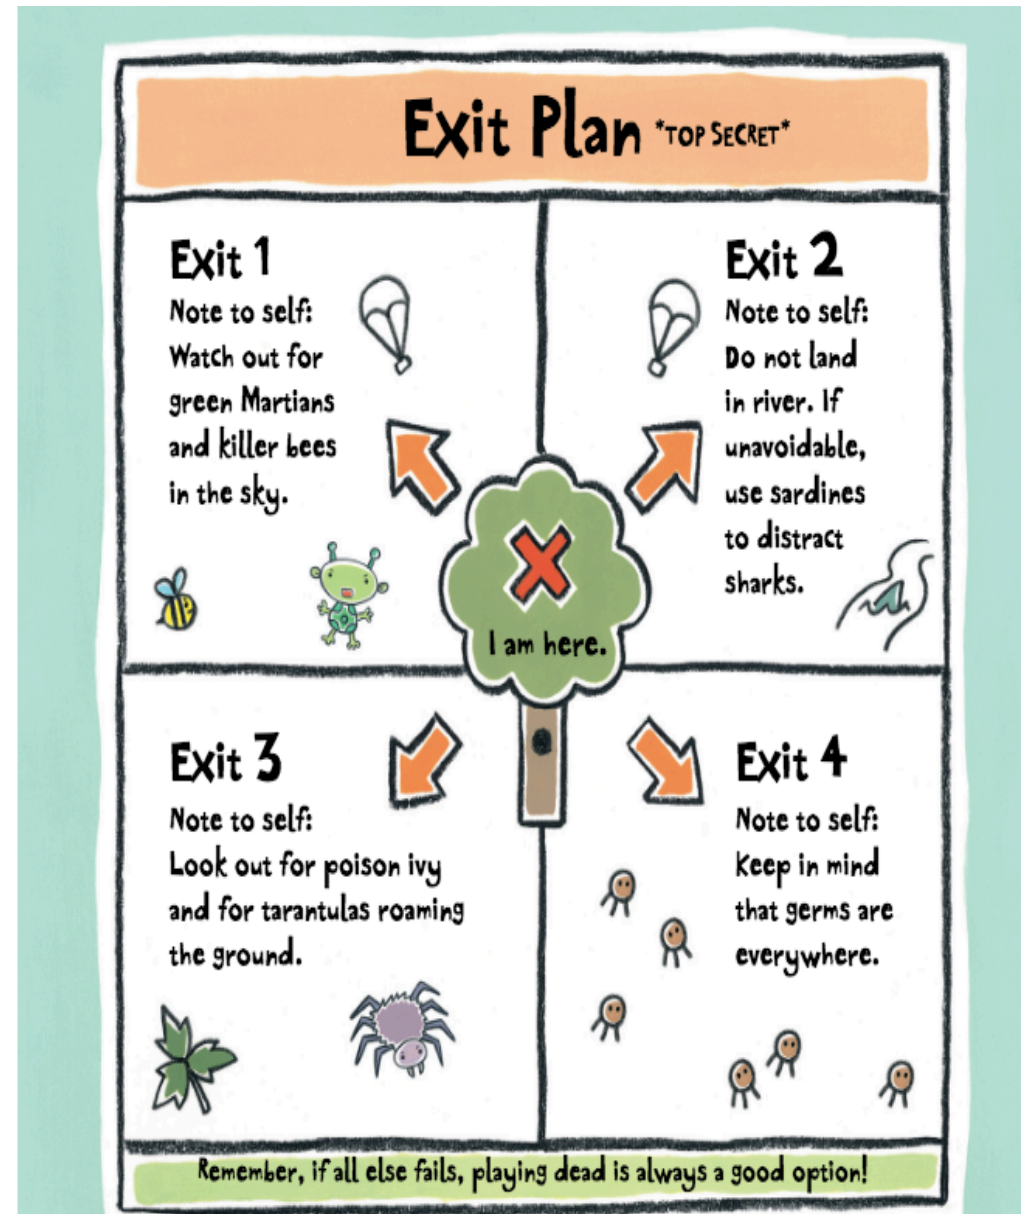 Exit Plan *TOP SECRET*
Exit 1
Note to self:
Watch out for
green Martians
and killer bees
in the sky.
Exit 2
Note to self:
Do not land
in river. If
unavoidable,
use sardines
to distract
sharks.
I am here.
Exit 3
Note to self:
Look out for poison ivy
and for tarantulas roaming
the ground.
Exit 4
Note to self:
Keep in mind
that germs are
everywhere.
Remember, if all else fails, playing dead is always a good option!